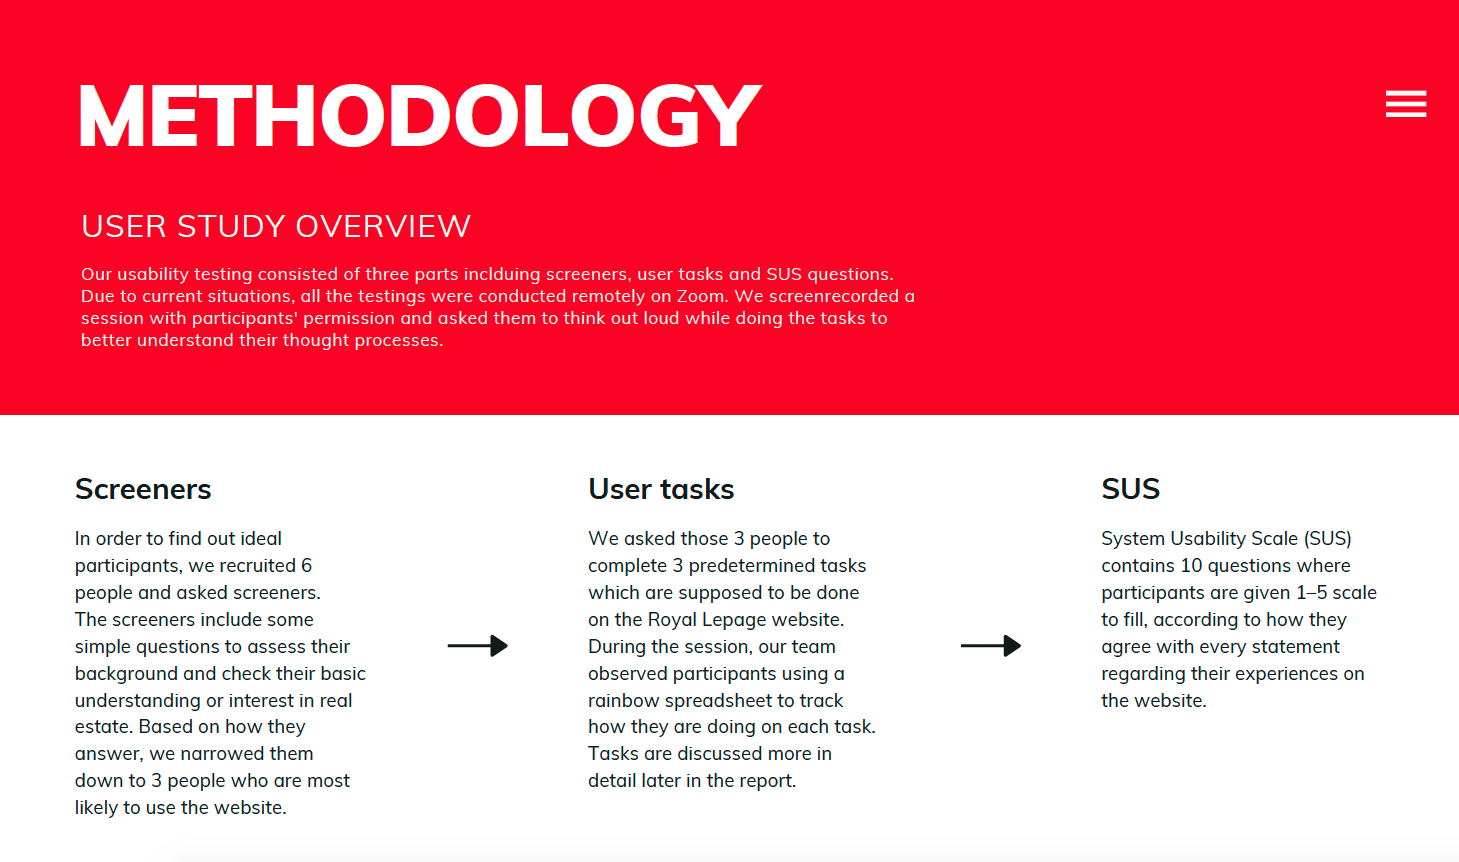 METHODOLOGY
USER STUDY OVERVIEW
Our usability testing consisted of three parts inclduing screeners, user tasks and SUS questions.
Due to current situations, all the testings were conducted remotely on Zoom. We screenrecorded a
session with participants' permission and asked them to think out loud while doing the tasks to
better understand their thought processes.
Screeners
In order to find out ideal
participants, we recruited 6
people and asked screeners.
The screeners include some
simple questions to assess their
background and check their basic
understanding or interest in real
estate. Based on how they
answer, we narrowed them
down to 3 people who are most
likely to use the website.
User tasks
We asked those 3 people to
complete 3 predetermined tasks
which are supposed to be done
on the Royal Lepage website.
During the session, our team
observed participants using a
rainbow spreadsheet to track
how they are doing on each task.
Tasks are discussed more in
detail later in the report.
SUS
System Usability Scale (SUS)
contains 10 questions where
participants are given 1–5 scale
to fill, according to how they
agree with every statement
regarding their experiences on
the website.